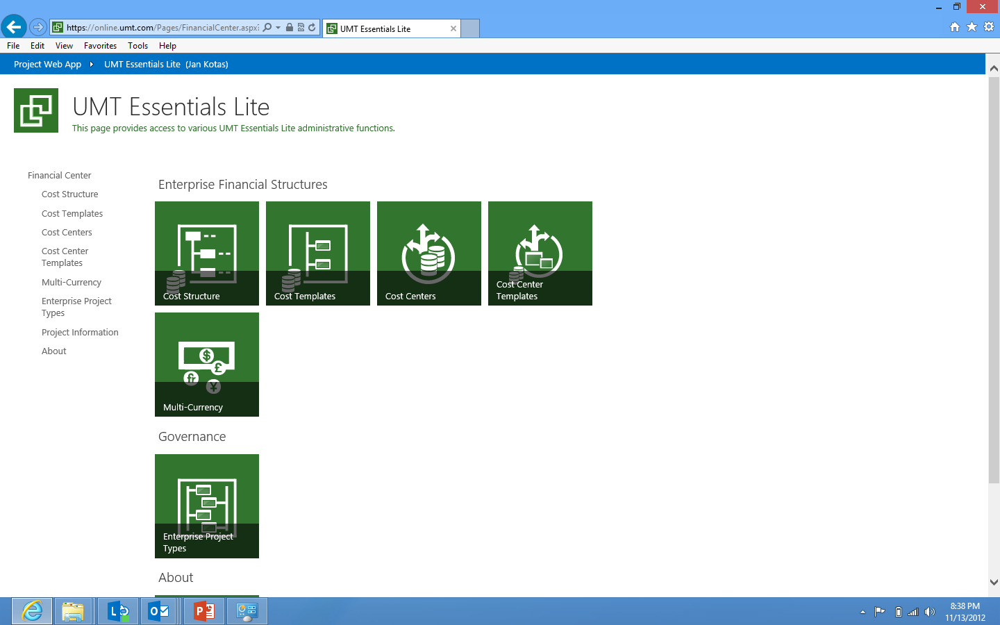 https://online.umt.com/Pages/FinancialCenter.aspx?
UMT Essentials Lite
File Edit View Favorites Tools Help
Project Web App UMT Essentials Lite (Jan Kotas)
UMT Essentials Lite
This page provides access to various UMT Essentials Lite administrative functions.
Financial Center
Cost Structure
Cost Templates
Cost Centers
Cost Center
Templates
Multi-Currency
Enterprise Project
Types
Project Information
About
Enterprise Financial Structures
Cost Structure
Cost Templates
Cost Centers
Cost Center
Templates
$
£
fr
¥
Multi-Currency
Governance
Enterprise Project
Types
About
8:38 PM
11/13/2012